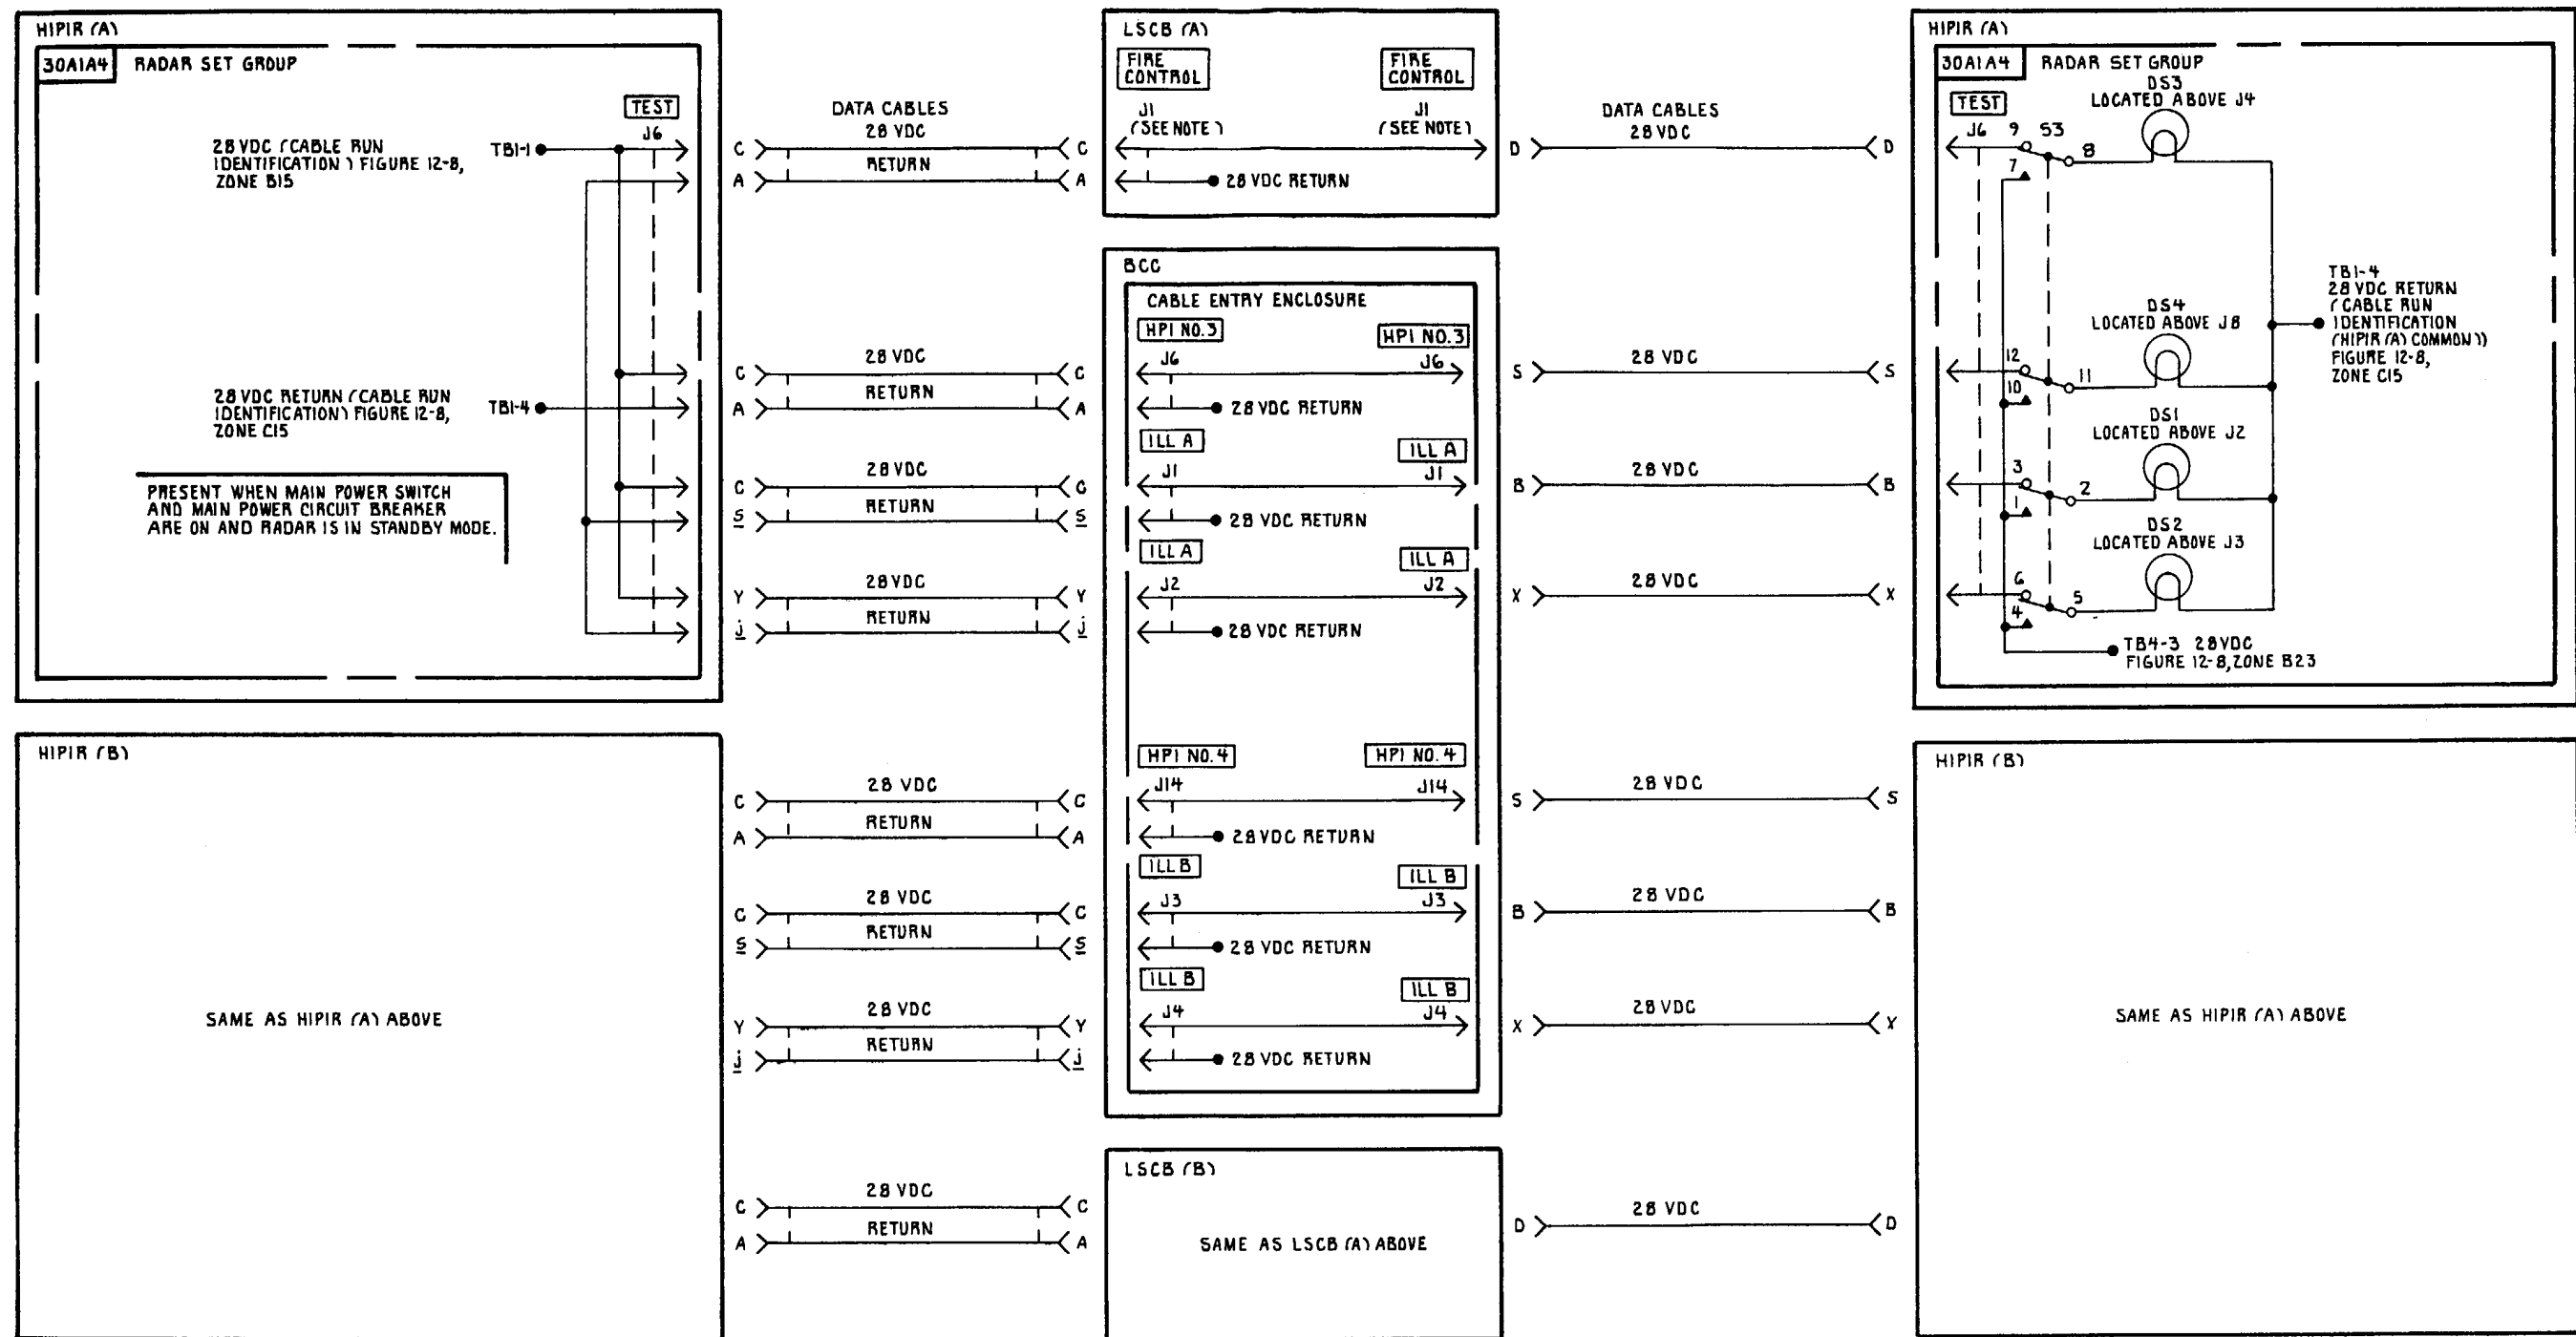 HIPIR (A)
30A1A4
RADAR SET GROUP
TEST
J6
28 VDC (CABLE RUN
IDENTIFICATION) FIGURE 12-8,
ZONE B15
TB1-1
28 VDC RETURN (CABLE RUN
IDENTIFICATION) FIGURE 12-8,
ZONE C15
TB1-4
PRESENT WHEN MAIN POWER SWITCH
AND MAIN POWER CIRCUIT BREAKER
ARE ON AND RADAR IS IN STANDBY MODE.
DATA CABLES
C 28 VDC C
A RETURN A
C 28 VDC C
A RETURN A
C 28 VDC C
S RETURN S
Y 28VDC Y
j RETURN j
LSCB (A)
FIRE
CONTROL
FIRE
CONTROL
J1
(SEE NOTE)
J1
(SEE NOTE)
28 VDC RETURN
BCC
CABLE ENTRY ENCLOSURE
HPI NO.3
HPI NO.3
J6
J6
28 VDC RETURN
ILL A
ILL A
J1
J1
28 VDC RETURN
ILL A
ILL A
J2
J2
28 VDC RETURN
HPI NO.4
HPI NO.4
J14
J14
28VDC RETURN
ILL B
ILL B
J3
J3
28 VDC RETURN
ILL B
ILL B
J4
J4
28 VDC RETURN
DATA CABLES
D 28 VDC D
S 28 VDC S
B 28 VDC B
X 28 VDC X
HIPIR (A)
30A1A4
RADAR SET GROUP
TEST
J6
9 S3
8
7
DS3
LOCATED ABOVE J4
12
11
10
DS4
LOCATED ABOVE J8
3
2
1
DS1
LOCATED ABOVE J2
6
5
4
DS2
LOCATED ABOVE J3
TB1-4
28 VDC RETURN
(CABLE RUN
IDENTIFICATION
(HIPIR (A) COMMON))
FIGURE 12-8,
ZONE C15
TB4-3 28VDC
FIGURE 12-8, ZONE B23
HIPIR (B)
SAME AS HIPIR (A) ABOVE
C 28 VDC C
A RETURN A
C 28 VDC C
S RETURN S
Y 28 VDC Y
j RETURN j
C 28 VDC C
A RETURN A
LSCB (B)
SAME AS LSCB (A) ABOVE
S 28 VDC S
B 28 VDC B
X 28 VDC X
D 28 VDC D
HIPIR (B)
SAME AS HIPIR (A) ABOVE